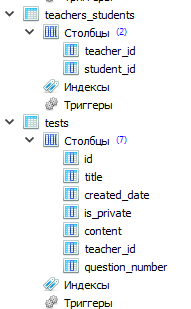 Триггеры
teachers_students
Столбцы (2)
teacher_id
student_id
Индексы
Триггеры
tests
Столбцы (7)
id
title
created_date
is_private
content
teacher_id
question_number
Индексы
Триггеры